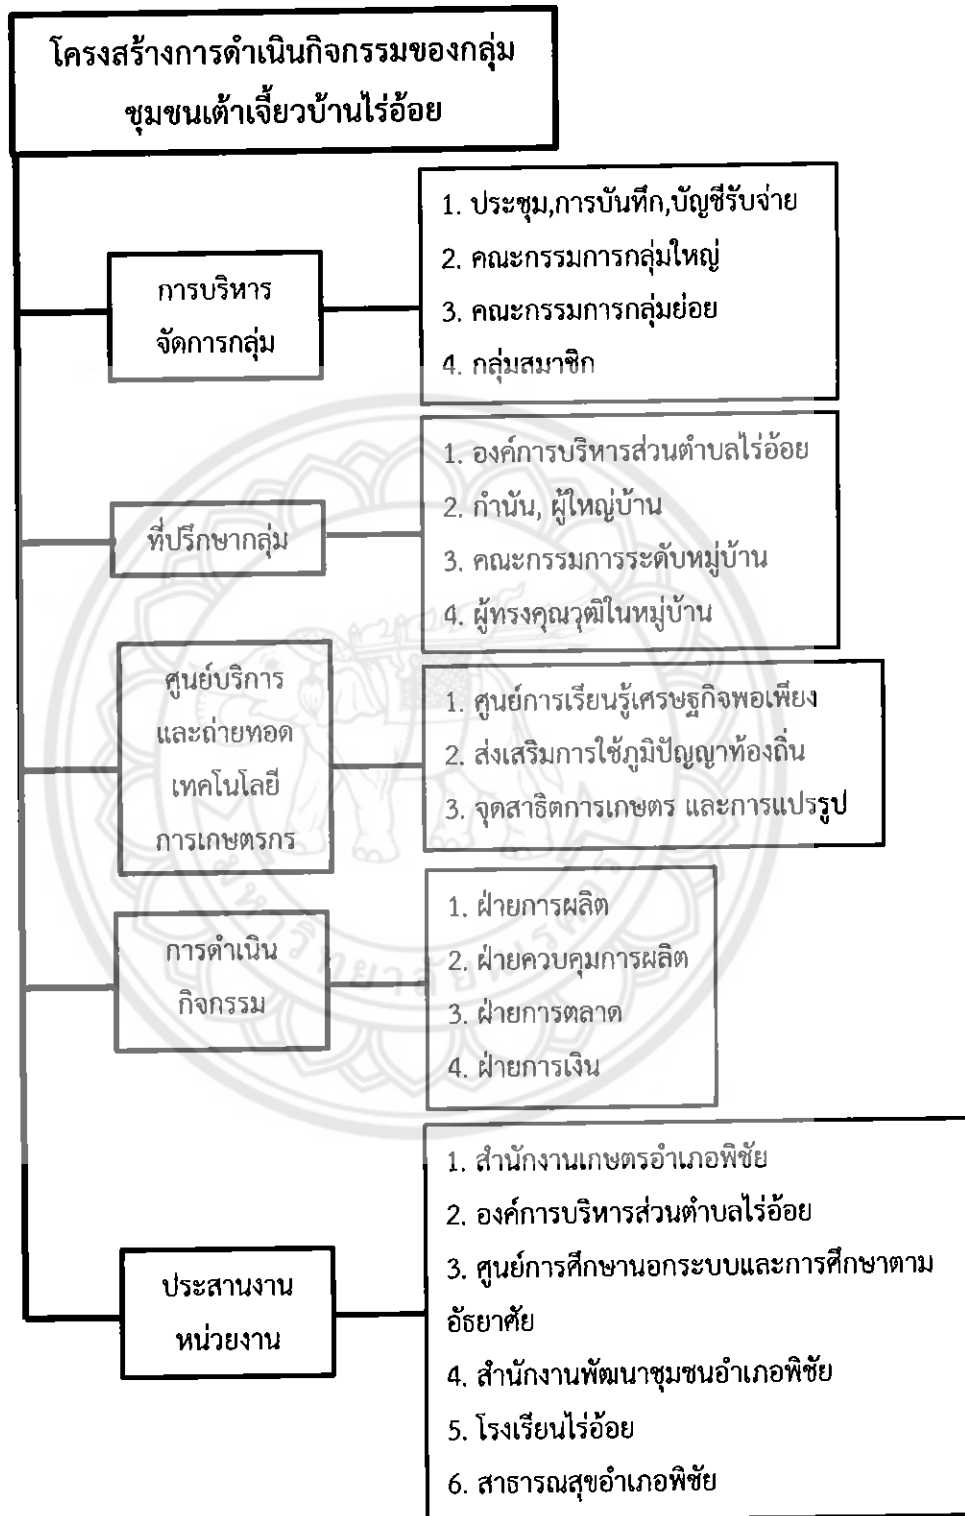 โครงสร้างการดำเนินกิจกรรมของกลุ่ม
ชุมชนเต้าเจี้ยวบ้านไร่อ้อย
การบริหาร
จัดการกลุ่ม
1. ประชุม,การบันทึก,บัญชีรับจ่าย
2. คณะกรรมการกลุ่มใหญ่
3. คณะกรรมการกลุ่มย่อย
4. กลุ่มสมาชิก
ที่ปรึกษากลุ่ม
1. องค์การบริหารส่วนตำบลไร่อ้อย
2. กำนัน, ผู้ใหญ่บ้าน
3. คณะกรรมการระดับหมู่บ้าน
4. ผู้ทรงคุณวุฒิในหมู่บ้าน
ศูนย์บริการ
และถ่ายทอด
เทคโนโลยี
การเกษตรกร
1. ศูนย์การเรียนรู้เศรษฐกิจพอเพียง
2. ส่งเสริมการใช้ภูมิปัญญาท้องถิ่น
3. จุดสาธิตการเกษตร และการแปรรูป
การดำเนิน
กิจกรรม
1. ฝ่ายการผลิต
2. ฝ่ายควบคุมการผลิต
3. ฝ่ายการตลาด
4. ฝ่ายการเงิน
ประสานงาน
หน่วยงาน
1. สำนักงานเกษตรอำเภอพิชัย
2. องค์การบริหารส่วนตำบลไร่อ้อย
3. ศูนย์การศึกษานอกระบบและการศึกษาตาม
อัธยาศัย
4. สำนักงานพัฒนาชุมชนอำเภอพิชัย
5. โรงเรียนไร่อ้อย
6. สาธารณสุขอำเภอพิชัย